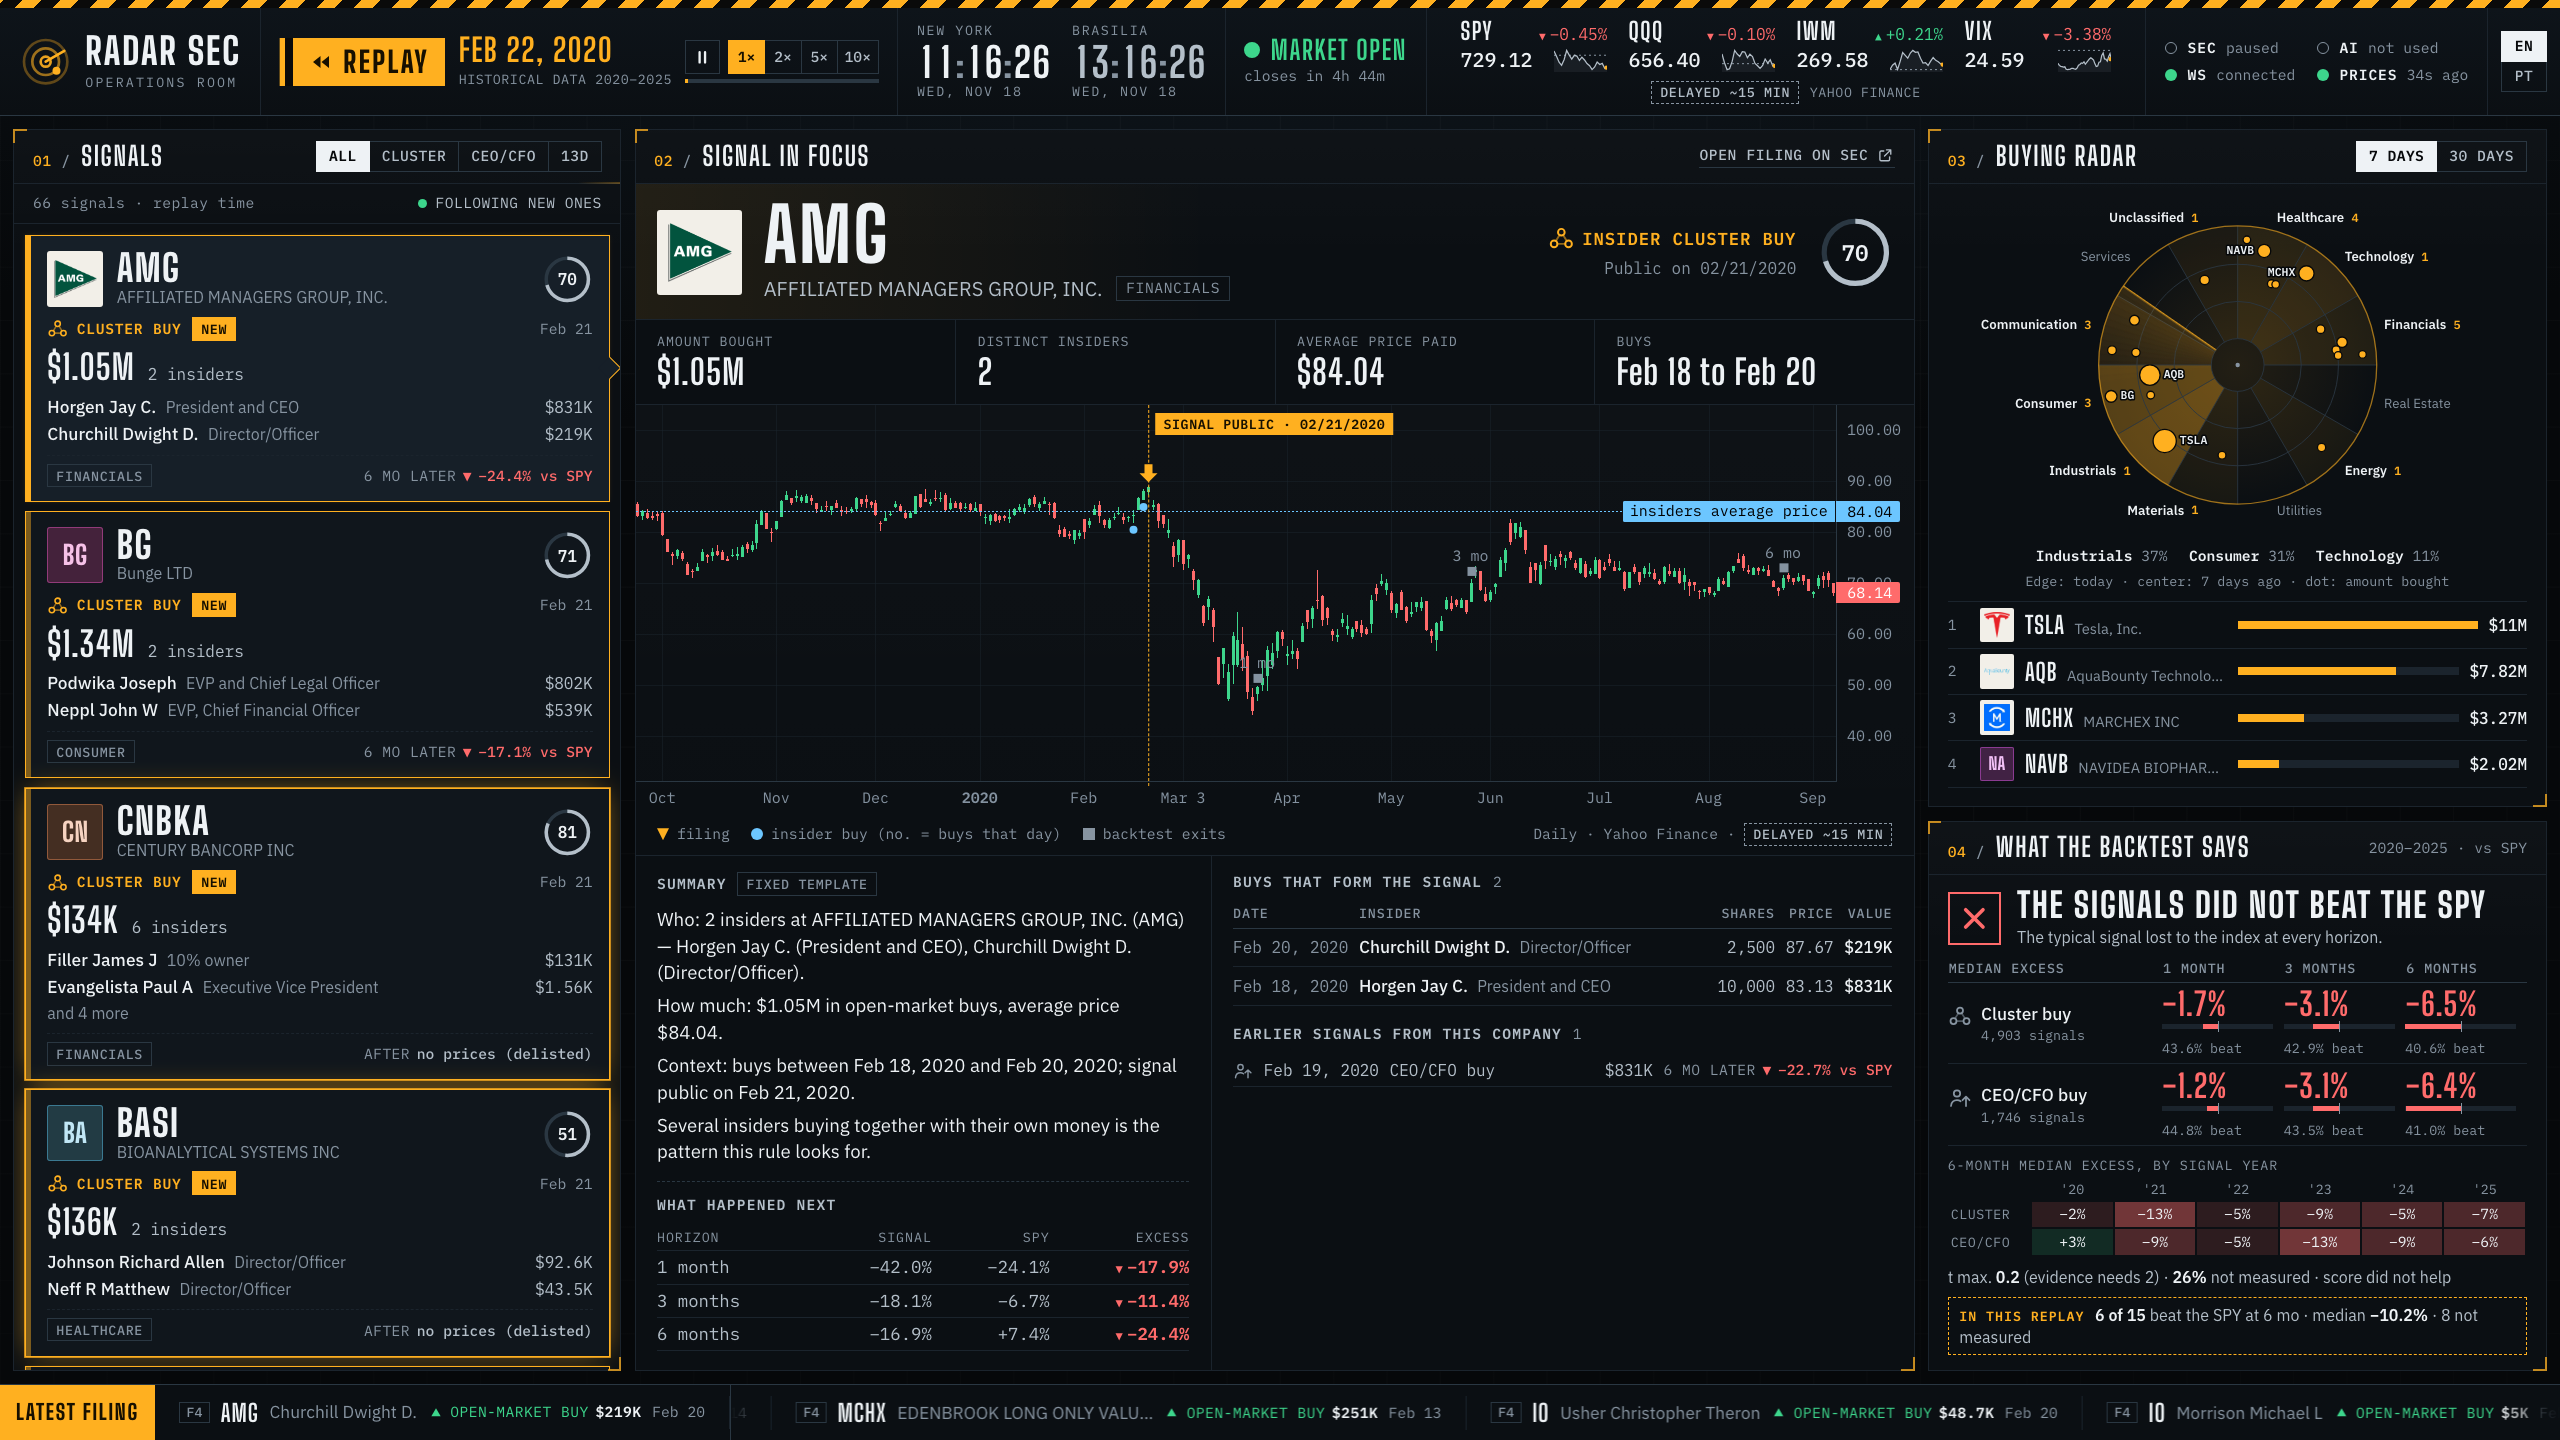 RADAR SEC
OPERATIONS ROOM
REPLAY
FEB 22, 2020
HISTORICAL DATA 2020–2025
1× 2× 5× 10×
NEW YORK
11:16:26
WED, NOV 18
BRASILIA
13:16:26
WED, NOV 18
MARKET OPEN
closes in 4h 44m
SPY ▼−0.45%
729.12
QQQ ▼−0.10%
656.40
IWM ▲+0.21%
269.58
VIX ▼−3.38%
24.59
DELAYED ~15 MIN YAHOO FINANCE
SEC paused
AI not used
WS connected
PRICES 34s ago
EN
PT
01 / SIGNALS
ALL CLUSTER CEO/CFO 13D
66 signals · replay time
FOLLOWING NEW ONES
AMG
AMG
AFFILIATED MANAGERS GROUP, INC.
70
CLUSTER BUY NEW Feb 21
$1.05M 2 insiders
Horgen Jay C. President and CEO $831K
Churchill Dwight D. Director/Officer $219K
FINANCIALS 6 MO LATER ▼ −24.4% vs SPY
BG
BG
Bunge LTD
71
CLUSTER BUY NEW Feb 21
$1.34M 2 insiders
Podwika Joseph EVP and Chief Legal Officer $802K
Neppl John W EVP, Chief Financial Officer $539K
CONSUMER 6 MO LATER ▼ −17.1% vs SPY
CN
CNBKA
CENTURY BANCORP INC
81
CLUSTER BUY NEW Feb 21
$134K 6 insiders
Filler James J 10% owner $131K
Evangelista Paul A Executive Vice President $1.56K
and 4 more
FINANCIALS AFTER no prices (delisted)
BA
BASI
BIOANALYTICAL SYSTEMS INC
51
CLUSTER BUY NEW Feb 21
$136K 2 insiders
Johnson Richard Allen Director/Officer $92.6K
Neff R Matthew Director/Officer $43.5K
HEALTHCARE AFTER no prices (delisted)
02 / SIGNAL IN FOCUS
OPEN FILING ON SEC
AMG
AMG
AFFILIATED MANAGERS GROUP, INC. FINANCIALS
INSIDER CLUSTER BUY
Public on 02/21/2020
70
AMOUNT BOUGHT
$1.05M
DISTINCT INSIDERS
2
AVERAGE PRICE PAID
$84.04
BUYS
Feb 18 to Feb 20
SIGNAL PUBLIC · 02/21/2020
100.00
90.00
insiders average price 84.04
80.00
3 mo
6 mo
70.00
68.14
60.00
50.00
40.00
Oct Nov Dec 2020 Feb Mar 3 Apr May Jun Jul Aug Sep
filing insider buy (no. = buys that day) backtest exits
Daily · Yahoo Finance · DELAYED ~15 MIN
SUMMARY FIXED TEMPLATE
Who: 2 insiders at AFFILIATED MANAGERS GROUP, INC. (AMG)
— Horgen Jay C. (President and CEO), Churchill Dwight D.
(Director/Officer).
How much: $1.05M in open-market buys, average price
$84.04.
Context: buys between Feb 18, 2020 and Feb 20, 2020; signal
public on Feb 21, 2020.
Several insiders buying together with their own money is the
pattern this rule looks for.
WHAT HAPPENED NEXT
HORIZON SIGNAL SPY EXCESS
1 month −42.0% −24.1% ▼−17.9%
3 months −18.1% −6.7% ▼−11.4%
6 months −16.9% +7.4% ▼−24.4%
BUYS THAT FORM THE SIGNAL 2
DATE INSIDER SHARES PRICE VALUE
Feb 20, 2020 Churchill Dwight D. Director/Officer 2,500 87.67 $219K
Feb 18, 2020 Horgen Jay C. President and CEO 10,000 83.13 $831K
EARLIER SIGNALS FROM THIS COMPANY 1
Feb 19, 2020 CEO/CFO buy $831K 6 MO LATER ▼ −22.7% vs SPY
03 / BUYING RADAR
7 DAYS 30 DAYS
Unclassified 1
Healthcare 4
Services
Technology 1
Communication 3
Financials 5
Consumer 3
Real Estate
Industrials 1
Energy 1
Materials 1
Utilities
NAVB
MCHX
AQB
BG
TSLA
Industrials 37% Consumer 31% Technology 11%
Edge: today · center: 7 days ago · dot: amount bought
1 TSLA Tesla, Inc. $11M
2 AQB AquaBounty Technolo... $7.82M
3 MCHX MARCHEX INC $3.27M
4 NA NAVB NAVIDEA BIOPHAR... $2.02M
04 / WHAT THE BACKTEST SAYS
2020–2025 · vs SPY
THE SIGNALS DID NOT BEAT THE SPY
The typical signal lost to the index at every horizon.
MEDIAN EXCESS 1 MONTH 3 MONTHS 6 MONTHS
Cluster buy −1.7% −3.1% −6.5%
4,903 signals 43.6% beat 42.9% beat 40.6% beat
CEO/CFO buy −1.2% −3.1% −6.4%
1,746 signals 44.8% beat 43.5% beat 41.0% beat
6-MONTH MEDIAN EXCESS, BY SIGNAL YEAR
'20 '21 '22 '23 '24 '25
CLUSTER −2% −13% −5% −9% −5% −7%
CEO/CFO +3% −9% −5% −13% −9% −6%
t max. 0.2 (evidence needs 2) · 26% not measured · score did not help
IN THIS REPLAY 6 of 15 beat the SPY at 6 mo · median −10.2% · 8 not
measured
LATEST FILING
F4 AMG Churchill Dwight D. ▲ OPEN-MARKET BUY $219K Feb 20
F4 MCHX EDENBROOK LONG ONLY VALU... ▲ OPEN-MARKET BUY $251K Feb 13
F4 IO Usher Christopher Theron ▲ OPEN-MARKET BUY $48.7K Feb 20
F4 IO Morrison Michael L ▲ OPEN-MARKET BUY $5K